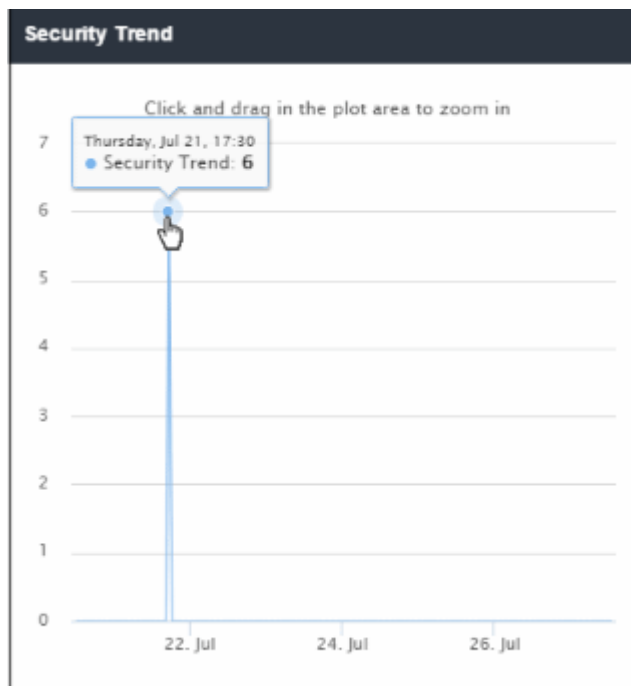 Security Trend
Click and drag in the plot area to zoom in
7
Thursday, Jul 21, 17:30
● Security Trend: 6
6
5
4
3
2
1
0
22. Jul 24. Jul 26. Jul